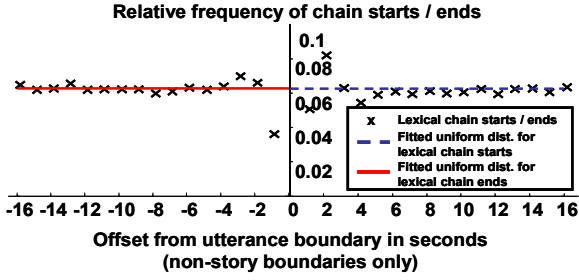 Relative frequency of chain starts / ends
0.1
0.08
0.06
0.04
0.02
x Lexical chain starts / ends
Fitted uniform dist. for
lexical chain starts
Fitted uniform dist. for
lexical chain ends
-16 -14 -12 -10 -8 -6 -4 -2 0 2 4 6 8 10 12 14 16
Offset from utterance boundary in seconds
(non-story boundaries only)